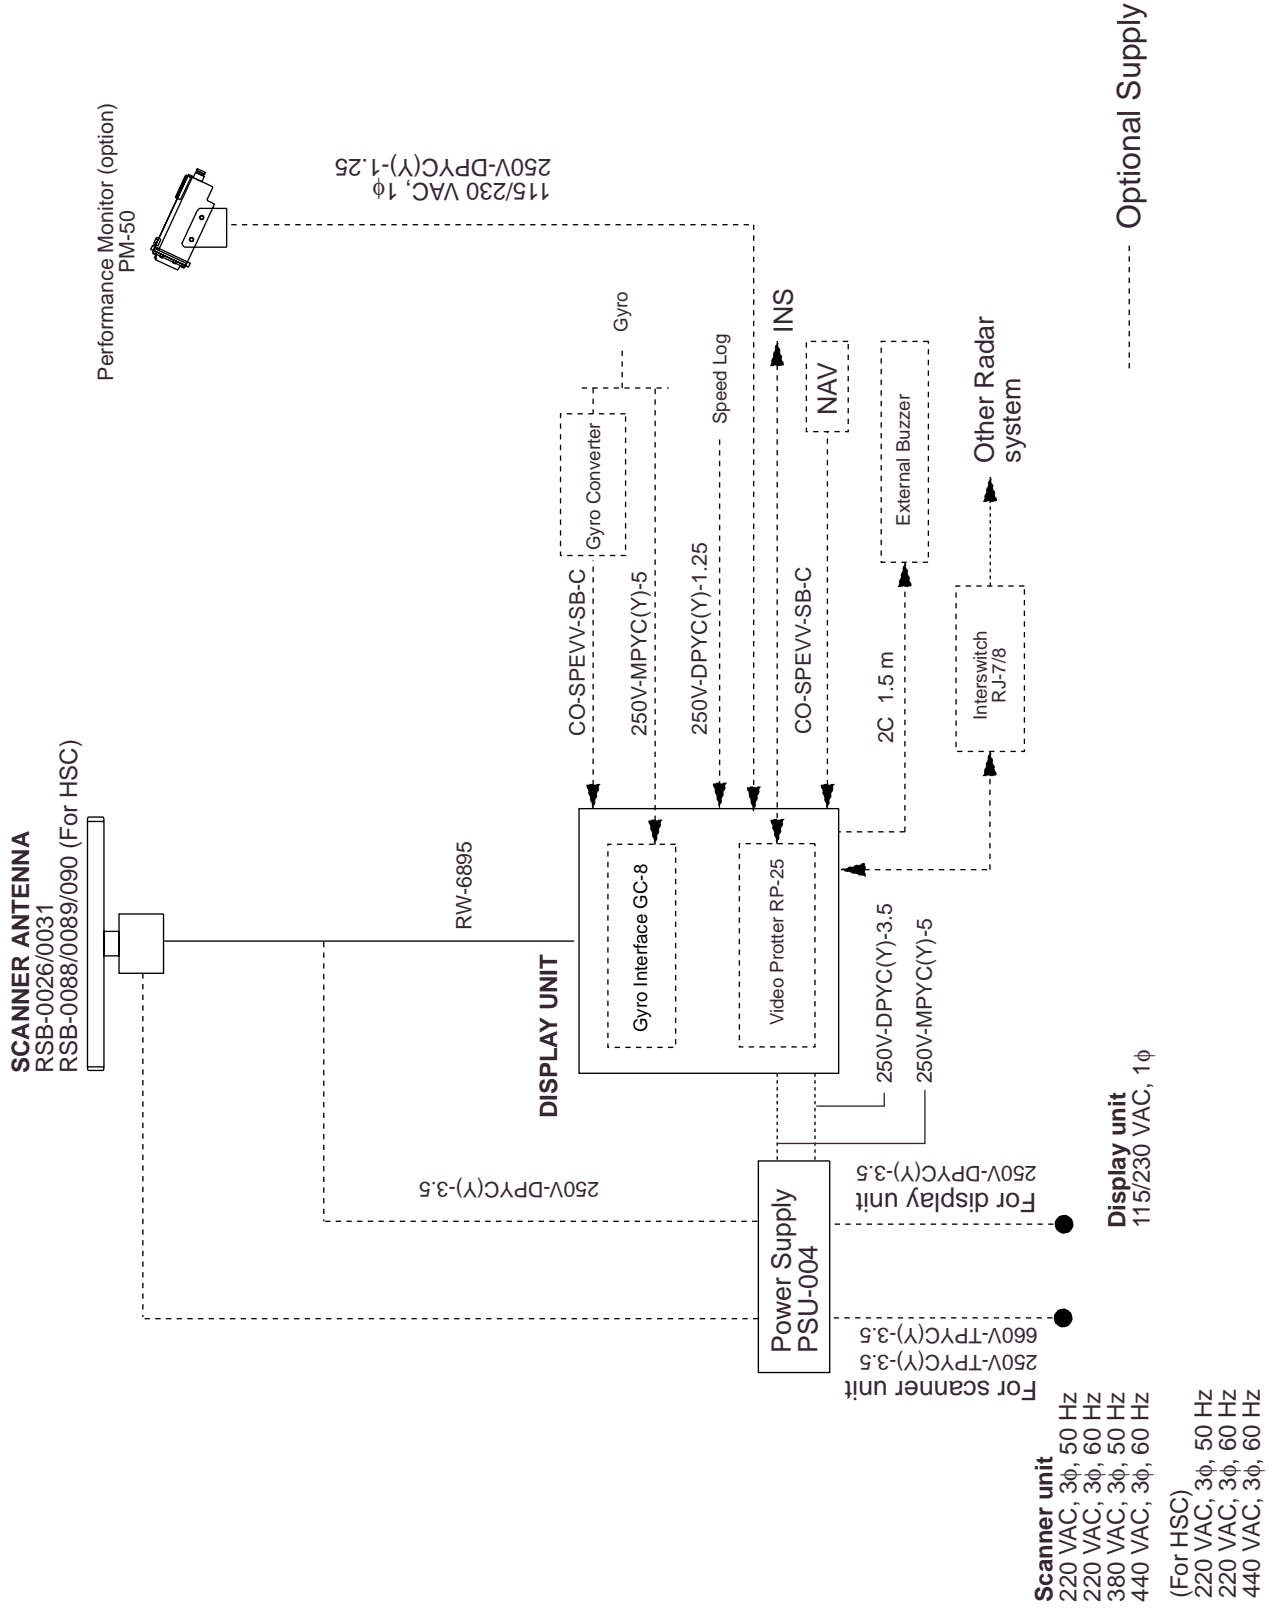 SCANNER ANTENNA
RSB-0026/0031
RSB-0088/0089/090 (For HSC)
Performance Monitor (option)
PM-50
115/230 VAC, 1ϕ
250V-DPYC(Y)-1.25
RW-6895
DISPLAY UNIT
Gyro Interface GC-8
Video Protter RP-25
CO-SPEVV-SB-C
Gyro Converter
Gyro
250V-MPYC(Y)-5
250V-DPYC(Y)-1.25
Speed Log
INS
CO-SPEVV-SB-C
NAV
2C 1.5 m
External Buzzer
Interswitch
RJ-7/8
Other Radar
system
250V-DPYC(Y)-3.5
250V-DPYC(Y)-3.5
250V-MPYC(Y)-5
Power Supply
PSU-004
For scanner unit
250V-TPYC(Y)-3.5
660V-TPYC(Y)-3.5
For display unit
250V-DPYC(Y)-3.5
Scanner unit
220 VAC, 3ϕ, 50 Hz
220 VAC, 3ϕ, 60 Hz
380 VAC, 3ϕ, 50 Hz
440 VAC, 3ϕ, 60 Hz
(For HSC)
220 VAC, 3ϕ, 50 Hz
220 VAC, 3ϕ, 60 Hz
440 VAC, 3ϕ, 60 Hz
Display unit
115/230 VAC, 1ϕ
Optional Supply